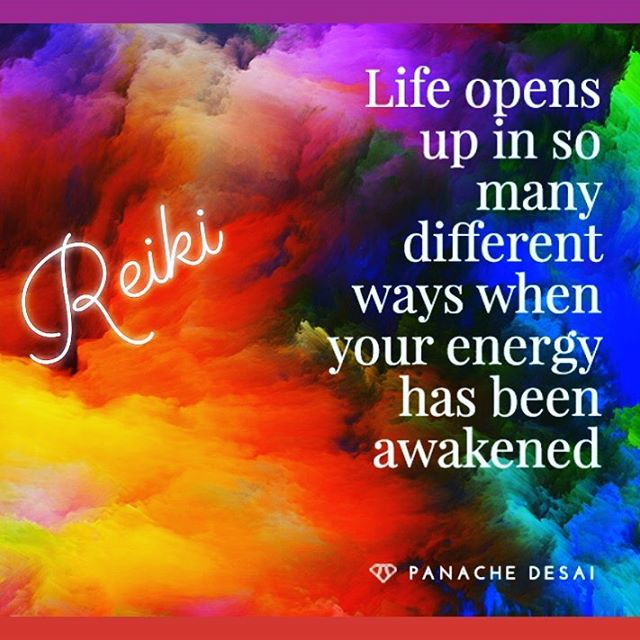 Reiki
Life opens
up in so
many
different
ways when
your energy
has been
awakened
PANACHE DESAI